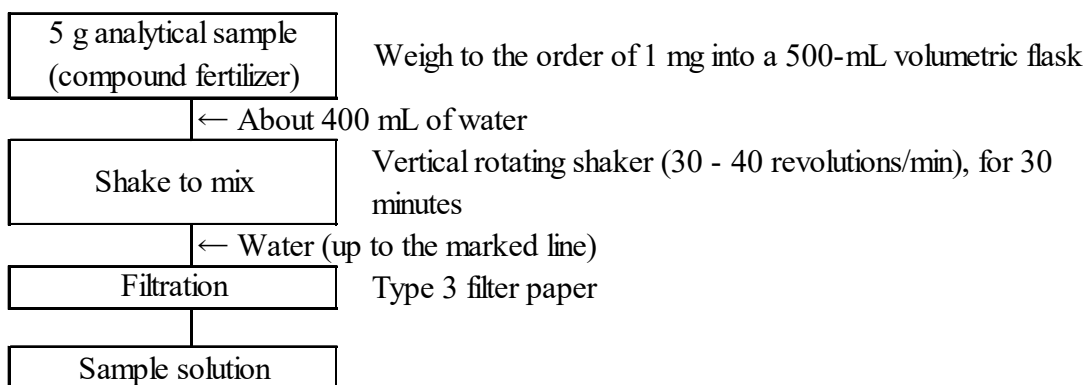 5 g analytical sample
(compound fertilizer)
Weigh to the order of 1 mg into a 500-mL volumetric flask
← About 400 mL of water
Shake to mix
Vertical rotating shaker (30 - 40 revolutions/min), for 30
minutes
← Water (up to the marked line)
Filtration
Type 3 filter paper
Sample solution